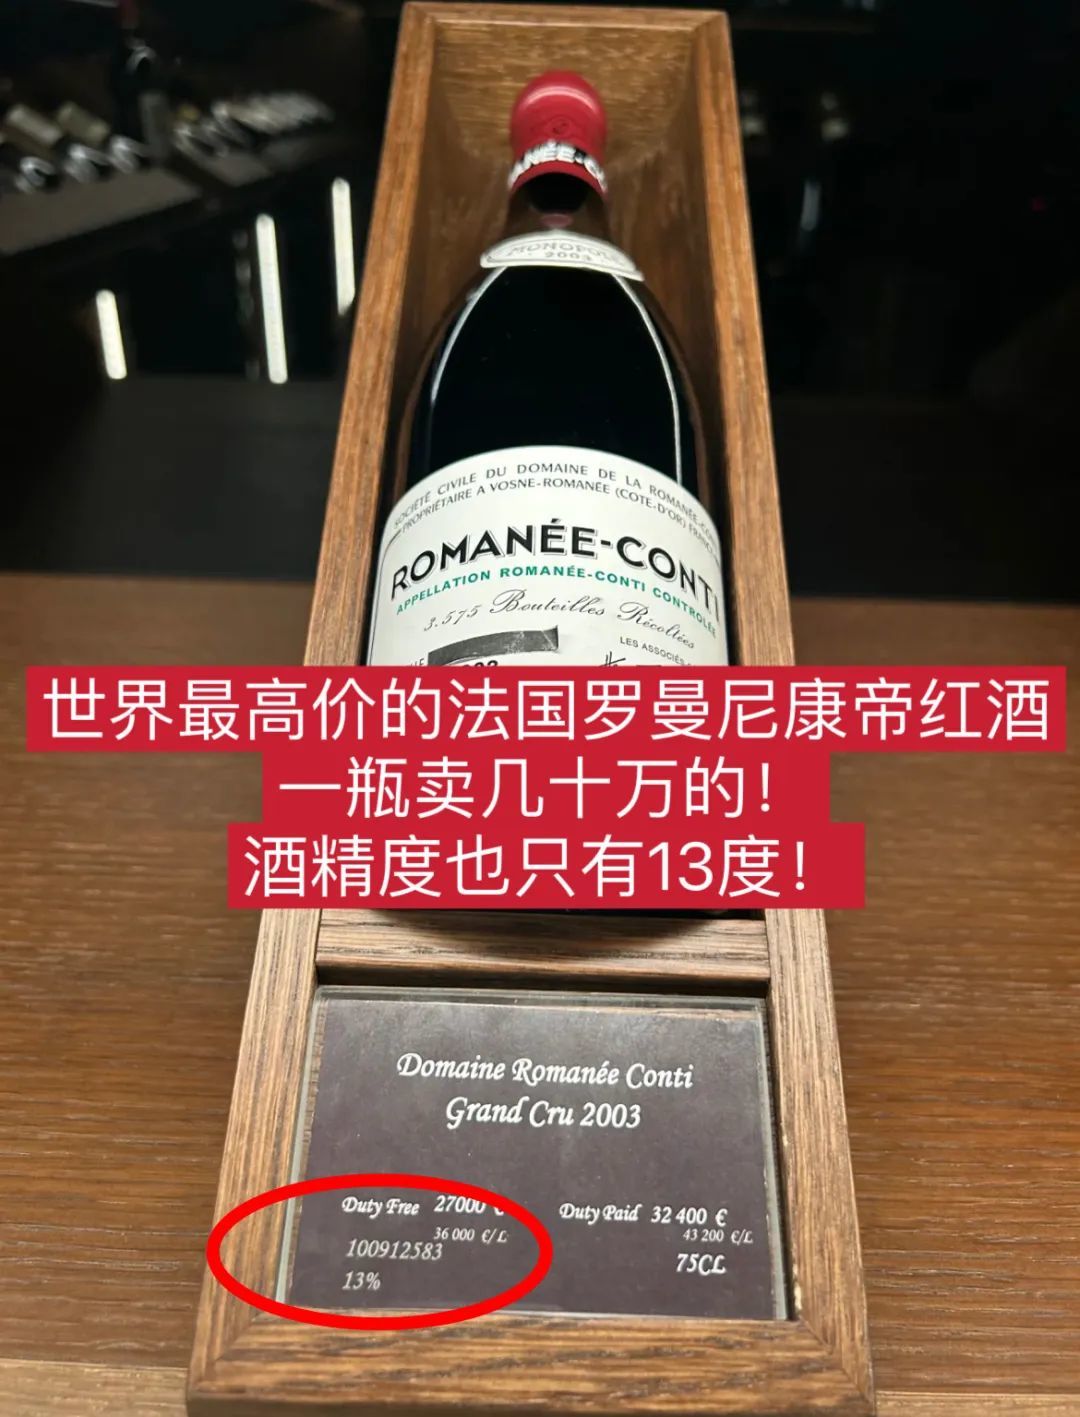 ANÉE-C
MONOPOLE
2003
SOCIÉTÉ CIVILE DU DOMAINE DE LA ROMANÉE-CO
PROPRIÉTAIRE A VOSNE-ROMANÉE (COTE-D'OR) FRANCE
ROMANÉE-CONTI
APPELLATION ROMANÉE-CONTI CONTROLÉE
3.575 Bouteilles Récoltées
LES ASSOCIÉS-G
世界最高价的法国罗曼尼康帝红酒
一瓶卖几十万的！
酒精度也只有13度！
Domaine Romanée Conti
Grand Cru 2003
Duty Free 27000 € Duty Paid 32 400 €
36 000 €/L 43 200 €/L
100912583 75CL
13%